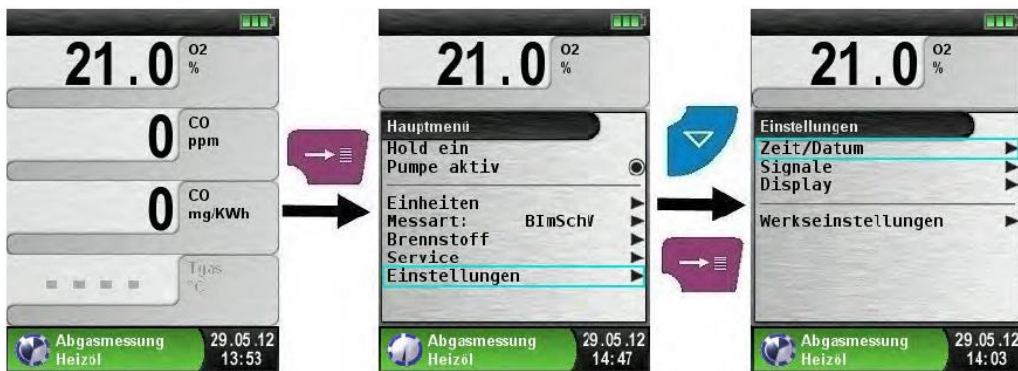 21.0 O2
%
0 CO
ppm
0 CO
mg/KWh
- - - - Tgas
°C
Abgasmessung
Heizöl
29.05.12
13:53
21.0 O2
%
Hauptmenü
Hold ein
Pumpe aktiv
Einheiten
Messart: BImSchV
Brennstoff
Service
Einstellungen
Abgasmessung
Heizöl
29.05.12
14:47
21.0 O2
%
Einstellungen
Zeit/Datum
Signale
Display
Werkseinstellungen
Abgasmessung
Heizöl
29.05.12
14:03